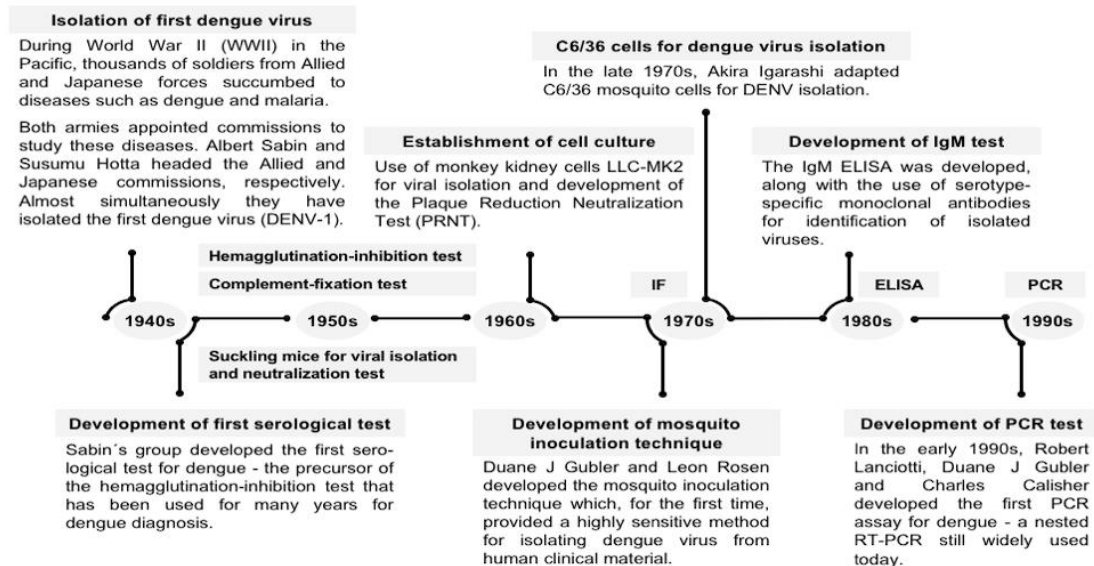 Isolation of first dengue virus
During World War II (WWII) in the
Pacific, thousands of soldiers from Allied
and Japanese forces succumbed to
diseases such as dengue and malaria.
Both armies appointed commissions to
study these diseases. Albert Sabin and
Susumu Hotta headed the Allied and
Japanese commissions, respectively.
Almost simultaneously they have
isolated the first dengue virus (DENV-1).
C6/36 cells for dengue virus isolation
In the late 1970s, Akira Igarashi adapted
C6/36 mosquito cells for DENV isolation.
Establishment of cell culture
Use of monkey kidney cells LLC-MK2
for viral isolation and development of
the Plaque Reduction Neutralization
Test (PRNT).
Development of IgM test
The IgM ELISA was developed,
along with the use of serotype-
specific monoclonal antibodies
for identification of isolated
viruses.
Hemagglutination-inhibition test
Complement-fixation test
IF
ELISA
PCR
1940s
1950s
1960s
1970s
1980s
1990s
Suckling mice for viral isolation
and neutralization test
Development of first serological test
Sabin´s group developed the first sero-
logical test for dengue - the precursor of
the hemagglutination-inhibition test that
has been used for many years for
dengue diagnosis.
Development of mosquito
inoculation technique
Duane J Gubler and Leon Rosen
developed the mosquito inoculation
technique which, for the first time,
provided a highly sensitive method
for isolating dengue virus from
human clinical material.
Development of PCR test
In the early 1990s, Robert
Lanciotti, Duane J Gubler
and Charles Calisher
developed the first PCR
assay for dengue - a nested
RT-PCR still widely used
today.